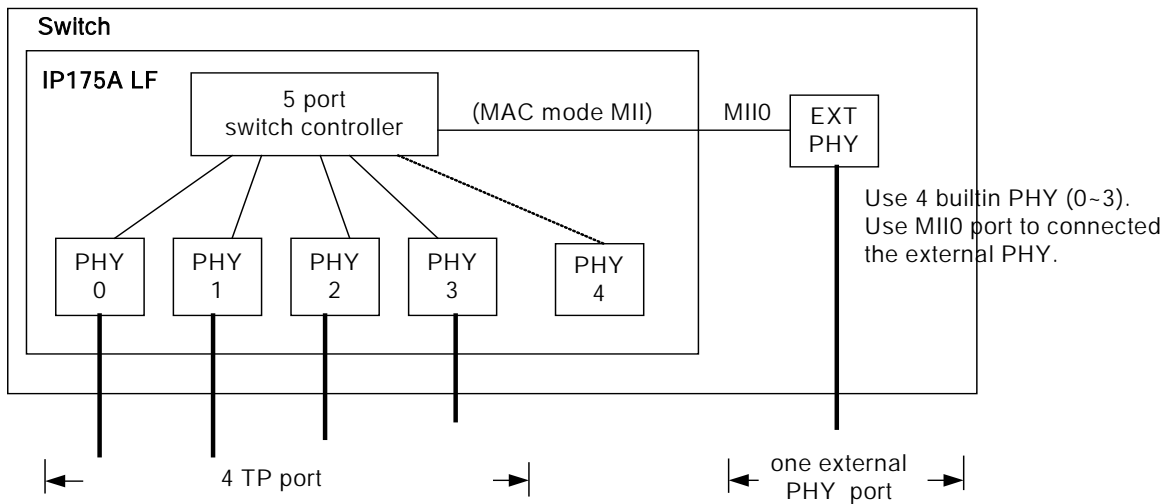 Switch
IP175A LF
5 port
switch controller
(MAC mode MII)
MII0
EXT
PHY
Use 4 builtin PHY (0~3).
Use MII0 port to connected
the external PHY.
PHY
0
PHY
1
PHY
2
PHY
3
PHY
4
4 TP port
one external
PHY port